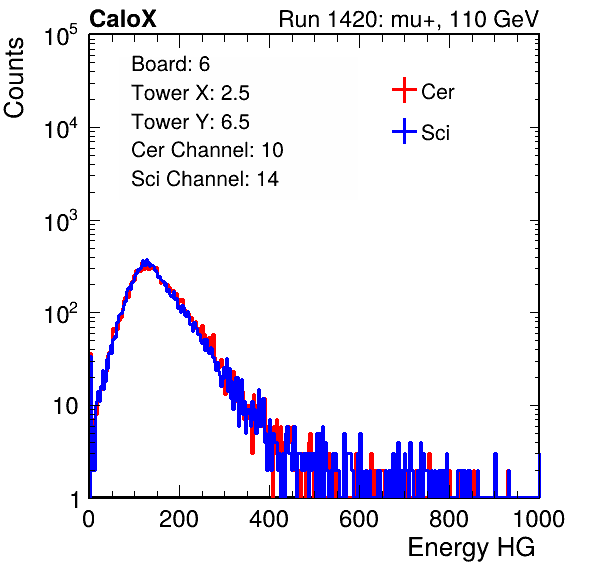 CaloX Run 1420: mu+, 110 GeV
Counts
Board: 6
Tower X: 2.5
Tower Y: 6.5
Cer Channel: 10
Sci Channel: 14
Cer
Sci
10^5
10^4
10^3
10^2
10
1
0 200 400 600 800 1000
Energy HG